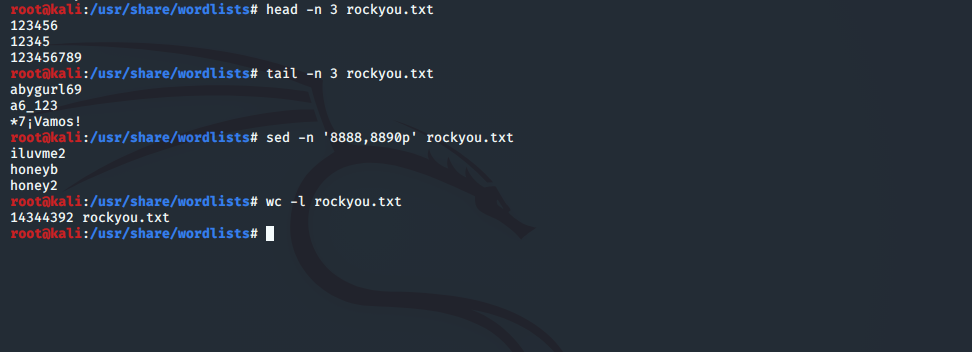 root@kali:/usr/share/wordlists# head -n 3 rockyou.txt
123456
12345
123456789
root@kali:/usr/share/wordlists# tail -n 3 rockyou.txt
abygurl69
a6_123
*7¡Vamos!
root@kali:/usr/share/wordlists# sed -n '8888,8890p' rockyou.txt
iluvme2
honeyb
honey2
root@kali:/usr/share/wordlists# wc -l rockyou.txt
14344392 rockyou.txt
root@kali:/usr/share/wordlists#